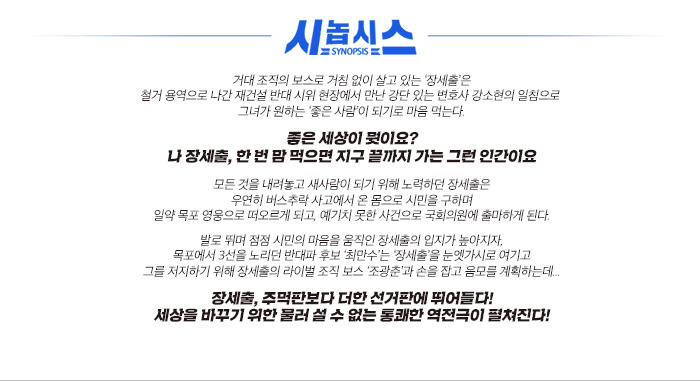 시놉시스
SYNOPSIS
거대 조직의 보스로 거침 없이 살고 있는 '장세출'은
철거 용역으로 나간 재건설 반대 시위 현장에서 만난 강단 있는 변호사 강소현의 일침으로
그녀가 원하는 '좋은 사람'이 되기로 마음 먹는다.
좋은 세상이 뭣이요?
나 장세출, 한 번 맘 먹으면 지구 끝까지 가는 그런 인간이요
모든 것을 내려놓고 새사람이 되기 위해 노력하던 장세출은
우연히 버스추락 사고에서 온 몸으로 시민을 구하며
일약 목포 영웅으로 떠오르게 되고, 예기치 못한 사건으로 국회의원에 출마하게 된다.
발로 뛰며 점점 시민의 마음을 움직인 장세출의 입지가 높아지자,
목포에서 3선을 노리던 반대파 후보 '최만수'는 '장세출'을 눈엣가시로 여기고
그를 저지하기 위해 장세출의 라이벌 조직 보스 '조광춘'과 손을 잡고 음모를 계획하는데...
장세출, 주먹판보다 더한 선거판에 뛰어들다!
세상을 바꾸기 위한 물러 설 수 없는 통쾌한 역전극이 펼쳐진다!